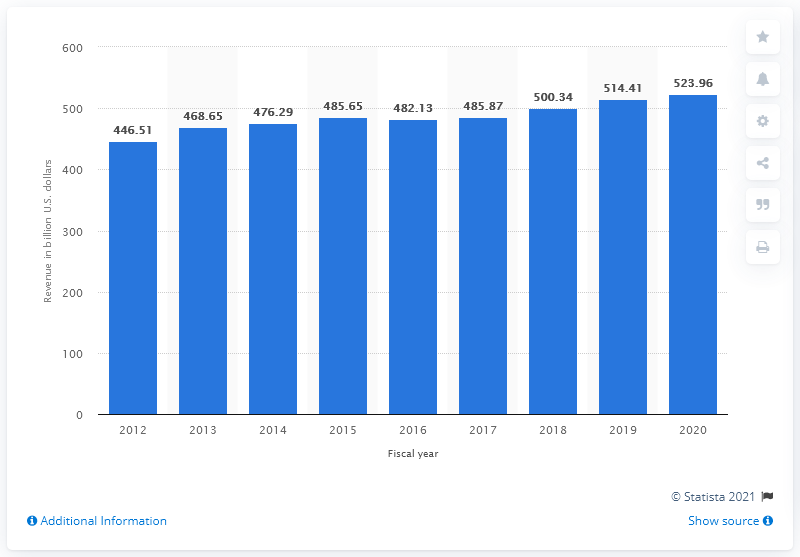 600
500
400
300
200
100
0
Revenue in billion U.S. dollars
446.51
468.65
476.29
485.65
482.13
485.87
500.34
514.41
523.96
2012 2013 2014 2015 2016 2017 2018 2019 2020
Fiscal year
© Statista 2021
Additional Information
Show source